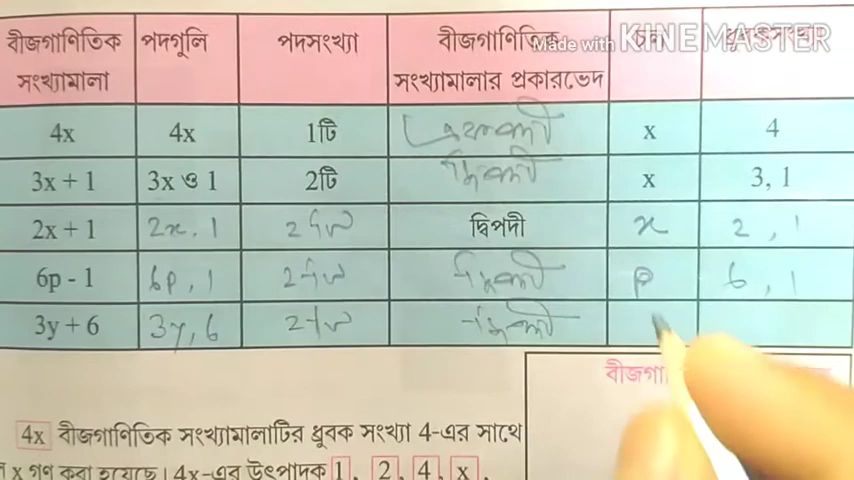 বীজগাণিতিক সংখ্যামালা পদগুলি পদসংখ্যা বীজগাণিতিক সংখ্যামালার প্রকারভেদ চল ধ্রুবকসংখ্যা
Made with KINEMASTER
4x 4x 1টি একপদী x 4
3x + 1 3x ও 1 2টি দ্বিপদী x 3, 1
2x + 1 2x, 1 2টি দ্বিপদী x 2, 1
6p - 1 6p, 1 2টি দ্বিপদী p 6, 1
3y + 6 3y, 6 2টি দ্বিপদী
4x বীজগাণিতিক সংখ্যামালাটির ধ্রুবক সংখ্যা 4-এর সাথে
x গুণ করা হয়েছে। 4x-এর উৎপাদক 1, 2, 4, x.